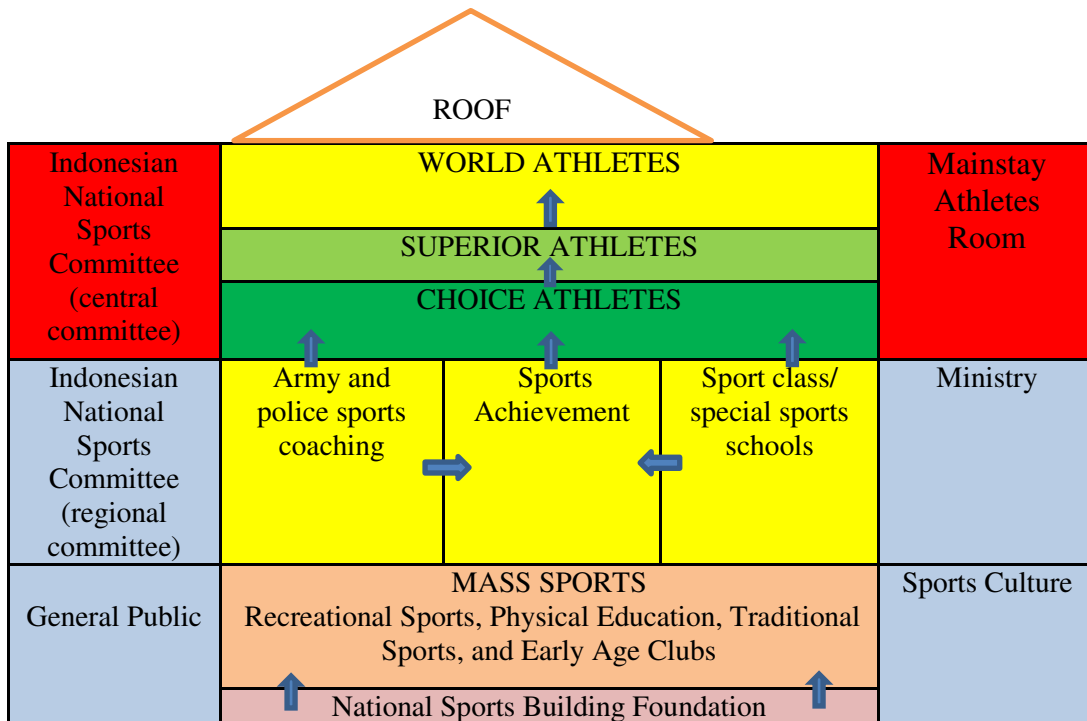 ROOF
Indonesian
National
Sports
Committee
(central
committee)
WORLD ATHLETES
SUPERIOR ATHLETES
CHOICE ATHLETES
Mainstay
Athletes
Room
Indonesian
National
Sports
Committee
(regional
committee)
Army and
police sports
coaching
Sports
Achievement
Sport class/
special sports
schools
Ministry
General Public
MASS SPORTS
Recreational Sports, Physical Education, Traditional
Sports, and Early Age Clubs
National Sports Building Foundation
Sports Culture